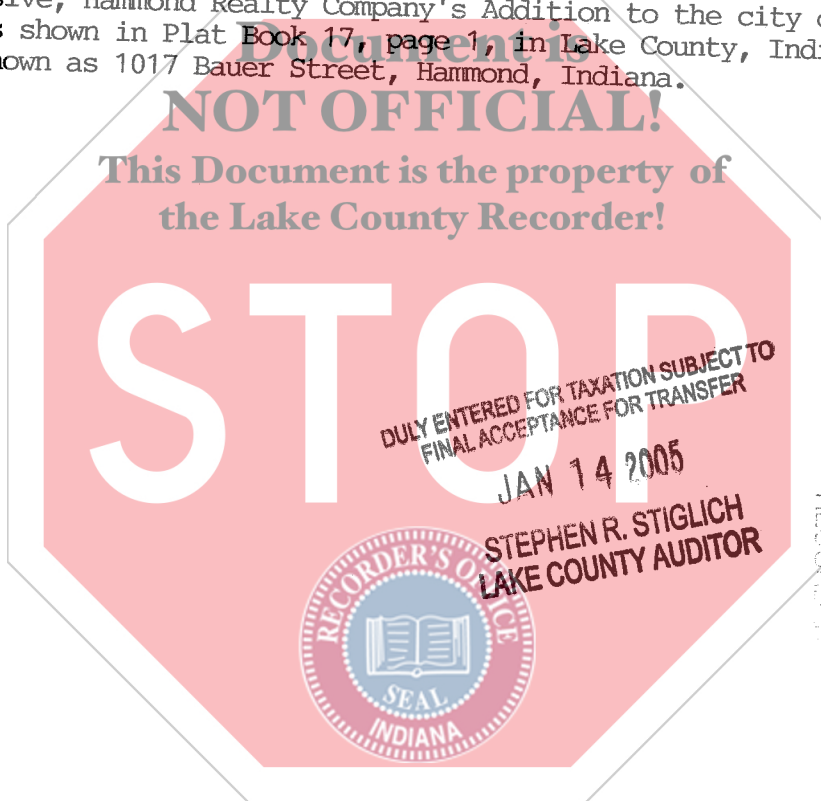 Hammond Realty Company's Addition to the city
shown in Plat Book 17, page 1, in Lake County,
as 1017 Bauer Street, Hammond, Indiana.
Document is
NOT OFFICIAL!
This Document is the property of
the Lake County Recorder!
STOP
DULY ENTERED FOR TAXATION SUBJECT TO
FINAL ACCEPTANCE FOR TRANSFER
JAN 14 2005
STEPHEN R. STIGLICH
LAKE COUNTY AUDITOR
RECORDER'S OFFICE
SEAL
INDIANA